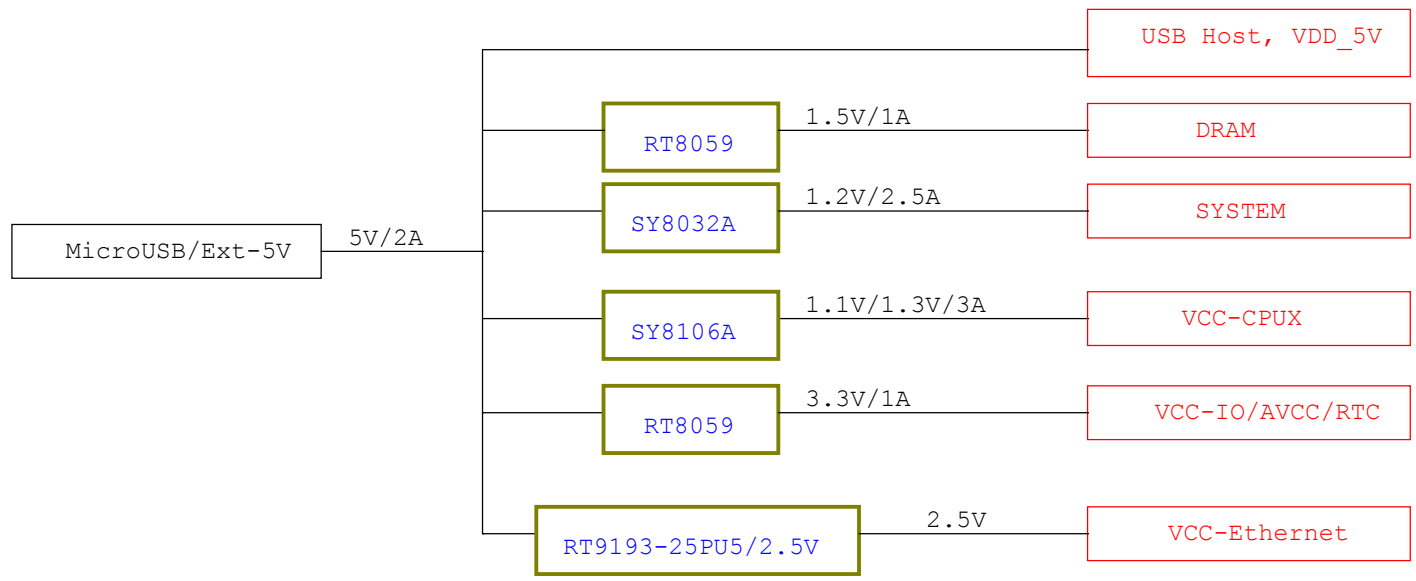 USB Host, VDD_5V
1.5V/1A
RT8059
DRAM
1.2V/2.5A
SY8032A
SYSTEM
MicroUSB/Ext-5V
5V/2A
1.1V/1.3V/3A
SY8106A
VCC-CPUX
3.3V/1A
RT8059
VCC-IO/AVCC/RTC
2.5V
RT9193-25PU5/2.5V
VCC-Ethernet